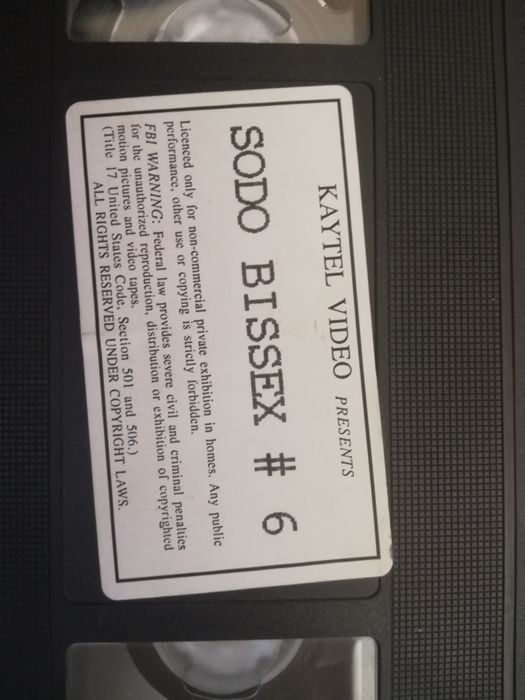 KAYTEL VIDEO PRESENTS
SODO BISSEX # 6
Licenced only for non-commercial private exhibition in homes. Any public
performance, other use or copying is strictly forbidden.
FBI WARNING: Federal law provides severe civil and criminal penalties
for the unauthorized reproduction, distribution or exhibition of copyrighted
motion pictures and video tapes.
(Title 17 United States Code, Section 501 and 506.)
ALL RIGHTS RESERVED UNDER COPYRIGHT LAWS.